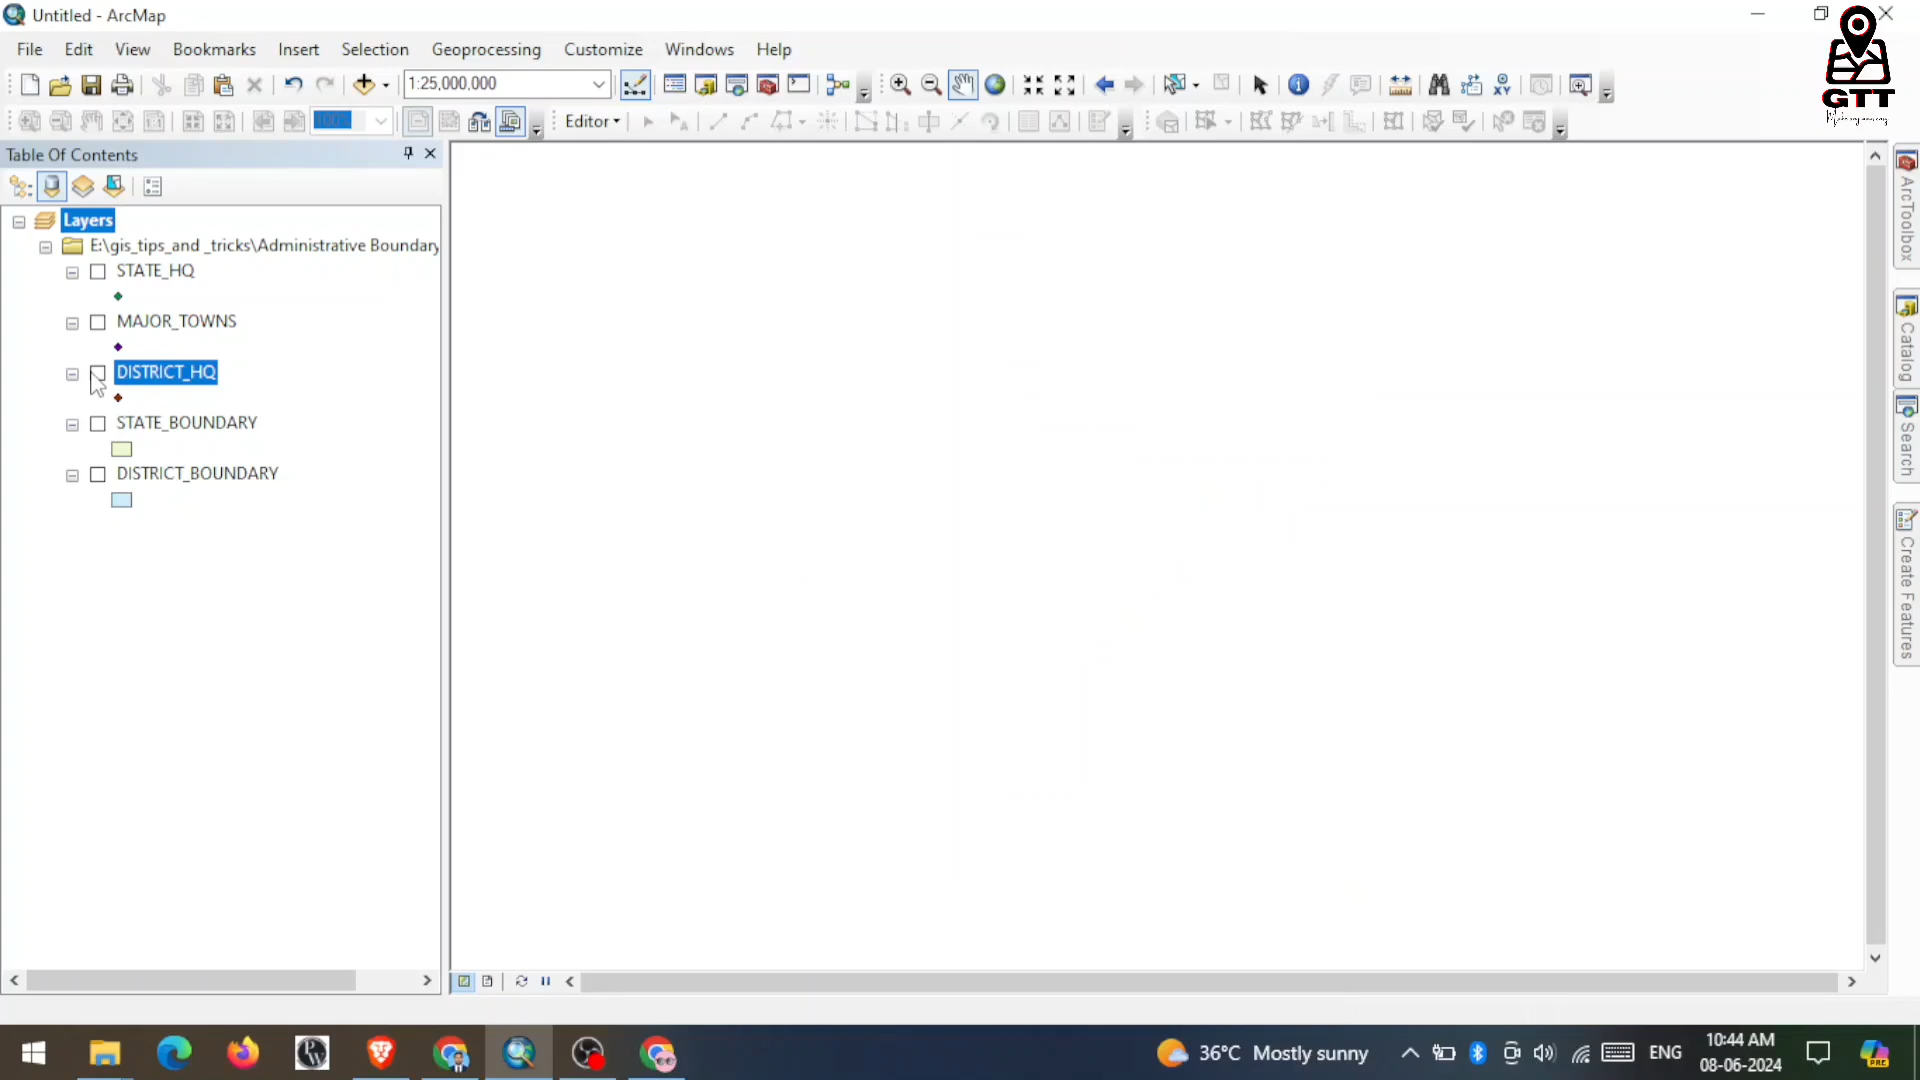 Untitled - ArcMap
File Edit View Bookmarks Insert Selection Geoprocessing Customize Windows Help
1:25,000,000
GTT
100%
Editor
Table Of Contents
Layers
E:\gis_tips_and _tricks\Administrative Boundary
STATE_HQ
MAJOR_TOWNS
DISTRICT_HQ
STATE_BOUNDARY
DISTRICT_BOUNDARY
ArcToolbox
Catalog
Search
Create Features
36°C Mostly sunny
ENG
10:44 AM
08-06-2024